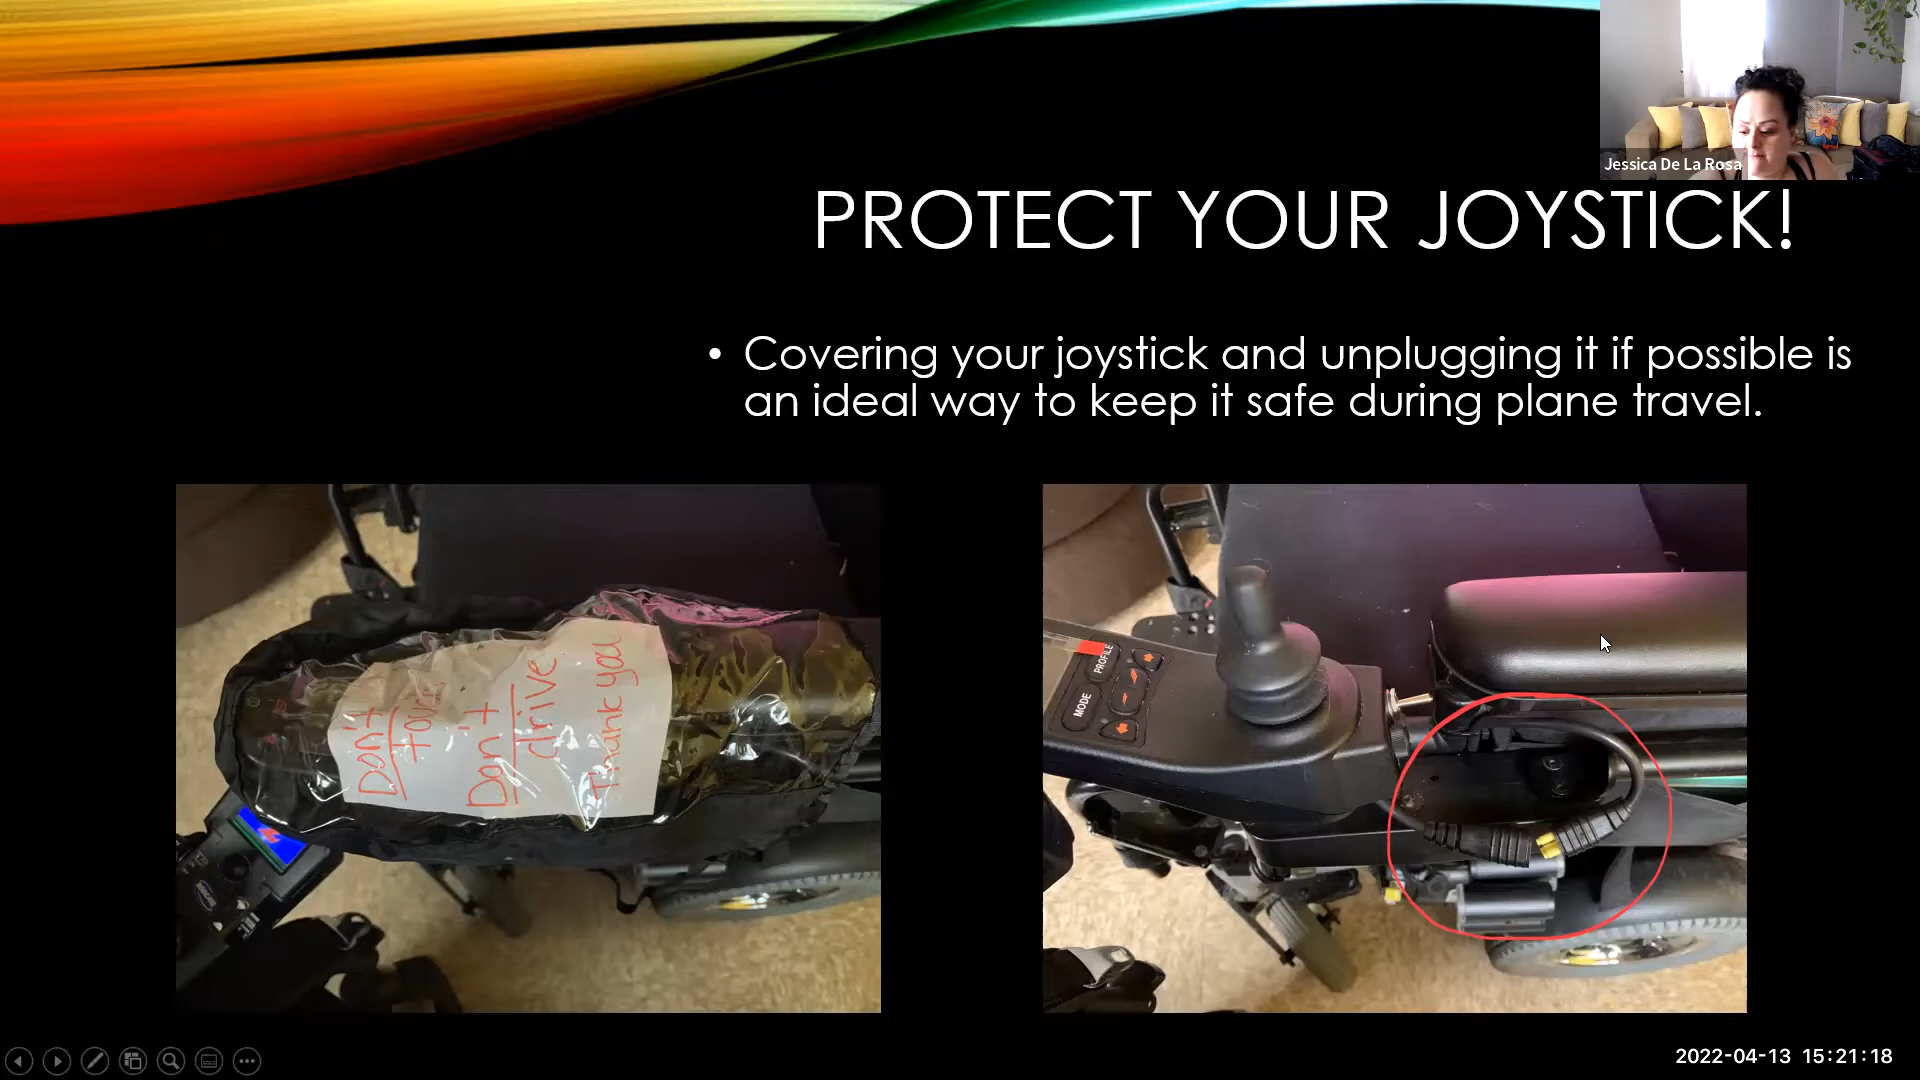 Jessica De La Rosa
PROTECT YOUR JOYSTICK!
• Covering your joystick and unplugging it if possible is
an ideal way to keep it safe during plane travel.
Don't
touch
Don't
drive
Thank you
PROFILE
MODE
2022-04-13 15:21:18